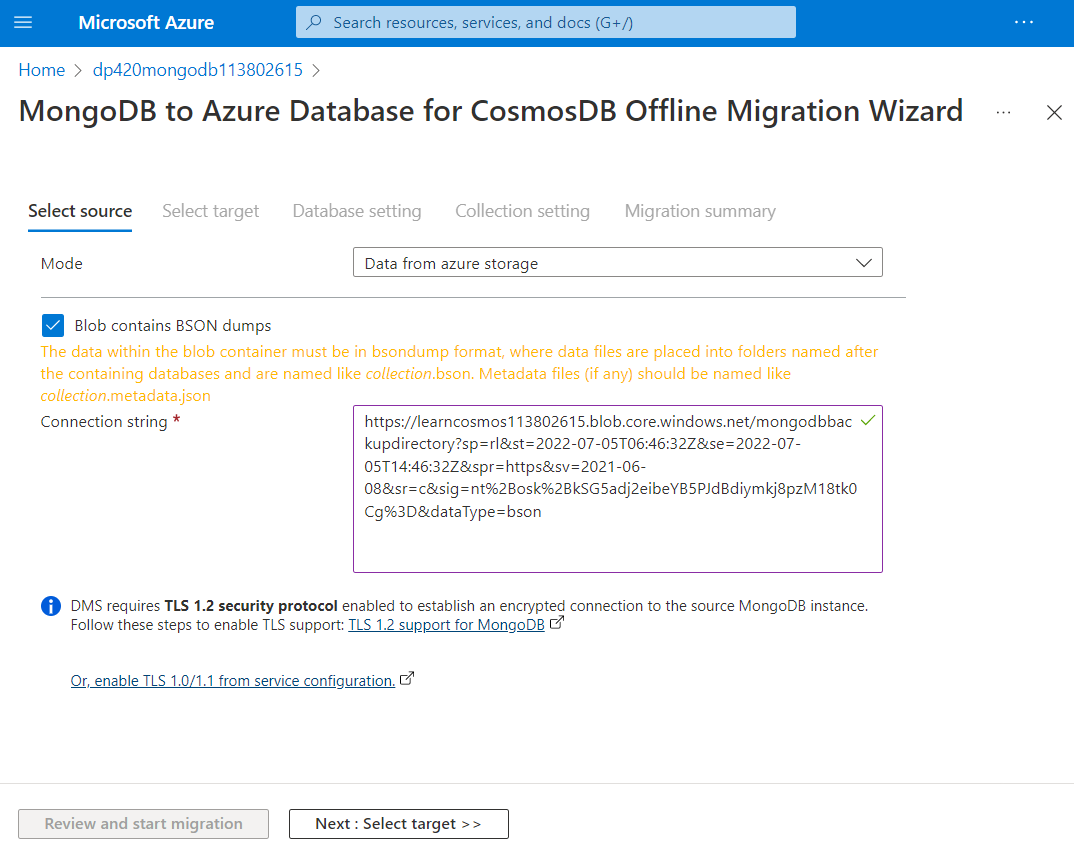 Microsoft Azure
Search resources, services, and docs (G+/)
Home > dp420mongodb113802615 >
MongoDB to Azure Database for CosmosDB Offline Migration Wizard
Select source Select target Database setting Collection setting Migration summary
Mode
Data from azure storage
Blob contains BSON dumps
The data within the blob container must be in bsondump format, where data files are placed into folders named after
the containing databases and are named like collection.bson. Metadata files (if any) should be named like
collection.metadata.json
Connection string *
https://learncosmos113802615.blob.core.windows.net/mongodbbac
kupdirectory?sp=rl&st=2022-07-05T06:46:32Z&se=2022-07-
05T14:46:32Z&spr=https&sv=2021-06-
08&sr=c&sig=nt%2Bosk%2BkSG5adj2eibeYB5PJdBdiymkj8pzM18tk0
Cg%3D&dataType=bson
DMS requires TLS 1.2 security protocol enabled to establish an encrypted connection to the source MongoDB instance.
Follow these steps to enable TLS support: TLS 1.2 support for MongoDB
Or, enable TLS 1.0/1.1 from service configuration.
Review and start migration
Next : Select target >>